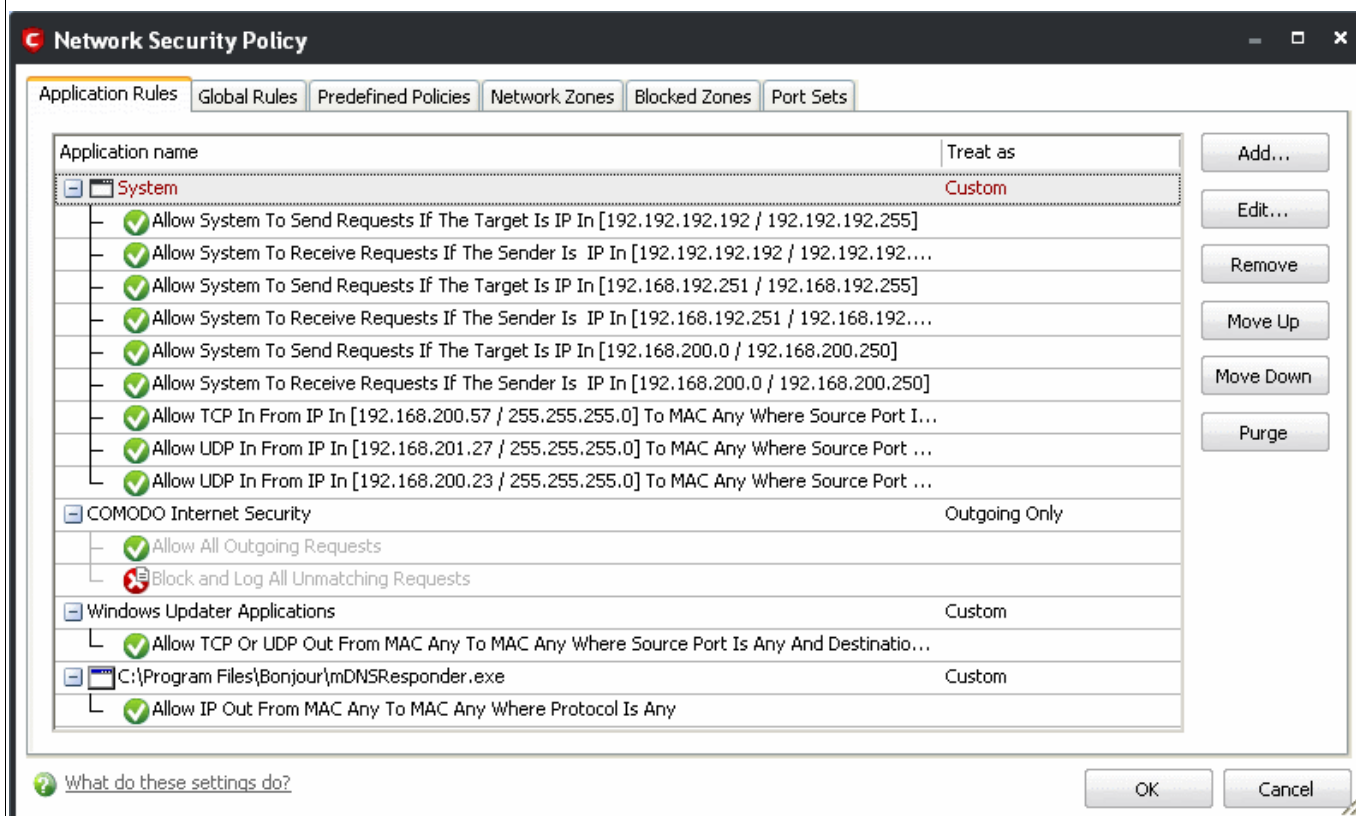 Network Security Policy
Application Rules Global Rules Predefined Policies Network Zones Blocked Zones Port Sets
Application name Treat as
System Custom
Allow System To Send Requests If The Target Is IP In [192.192.192.192 / 192.192.192.255]
Allow System To Receive Requests If The Sender Is IP In [192.192.192.192 / 192.192.192....
Allow System To Send Requests If The Target Is IP In [192.168.192.251 / 192.168.192.255]
Allow System To Receive Requests If The Sender Is IP In [192.168.192.251 / 192.168.192....
Allow System To Send Requests If The Target Is IP In [192.168.200.0 / 192.168.200.250]
Allow System To Receive Requests If The Sender Is IP In [192.168.200.0 / 192.168.200.250]
Allow TCP In From IP In [192.168.200.57 / 255.255.255.0] To MAC Any Where Source Port I...
Allow UDP In From IP In [192.168.201.27 / 255.255.255.0] To MAC Any Where Source Port ...
Allow UDP In From IP In [192.168.200.23 / 255.255.255.0] To MAC Any Where Source Port ...
COMODO Internet Security Outgoing Only
Allow All Outgoing Requests
Block and Log All Unmatching Requests
Windows Updater Applications Custom
Allow TCP Or UDP Out From MAC Any To MAC Any Where Source Port Is Any And Destinatio...
C:\Program Files\Bonjour\mDNSResponder.exe Custom
Allow IP Out From MAC Any To MAC Any Where Protocol Is Any
Add...
Edit...
Remove
Move Up
Move Down
Purge
What do these settings do?
OK Cancel